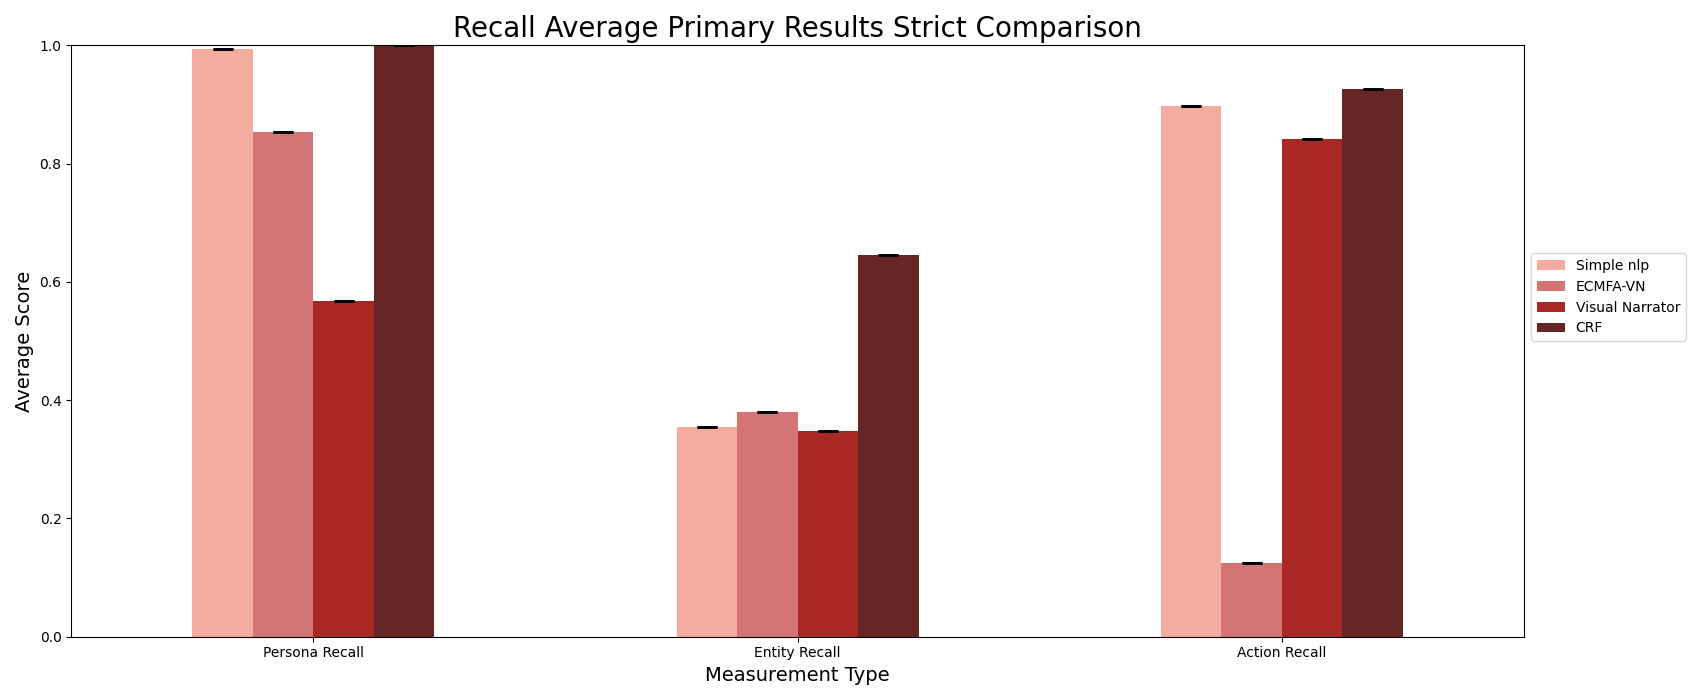 Recall Average Primary Results Strict Comparison
1.0
0.8
0.6
0.4
0.2
0.0
Average Score
Persona Recall
Entity Recall
Action Recall
Measurement Type
Simple nlp
ECMFA-VN
Visual Narrator
CRF